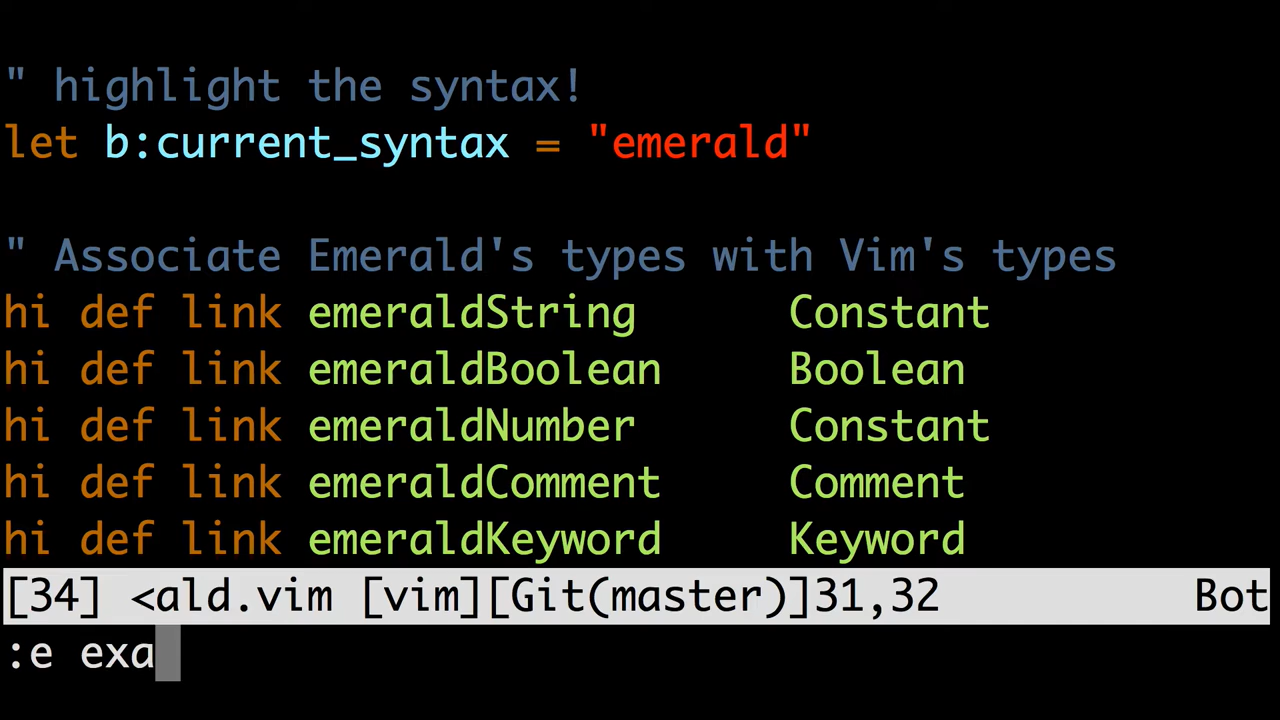 " highlight the syntax!
let b:current_syntax = "emerald"
" Associate Emerald's types with Vim's types
hi def link emeraldString Constant
hi def link emeraldBoolean Boolean
hi def link emeraldNumber Constant
hi def link emeraldComment Comment
hi def link emeraldKeyword Keyword
[34] <ald.vim [vim][Git(master)]31,32 Bot
:e exa